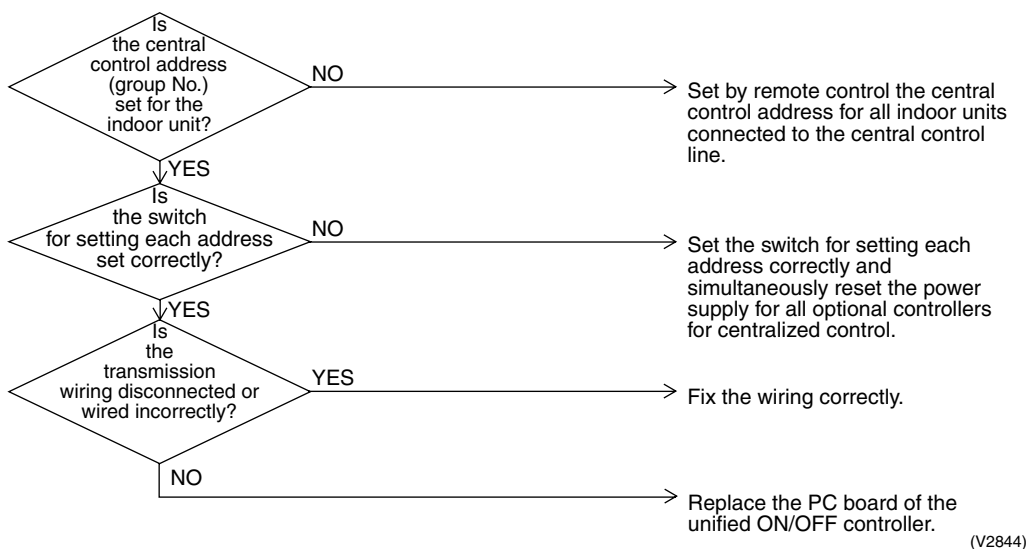 Is
the central
control address
(group No.)
set for the
indoor unit?
NO
Set by remote control the central
control address for all indoor units
connected to the central control
line.
YES
Is
the switch
for setting each address
set correctly?
NO
Set the switch for setting each
address correctly and
simultaneously reset the power
supply for all optional controllers
for centralized control.
YES
Is
the
transmission
wiring disconnected or
wired incorrectly?
YES
Fix the wiring correctly.
NO
Replace the PC board of the
unified ON/OFF controller.
(V2844)